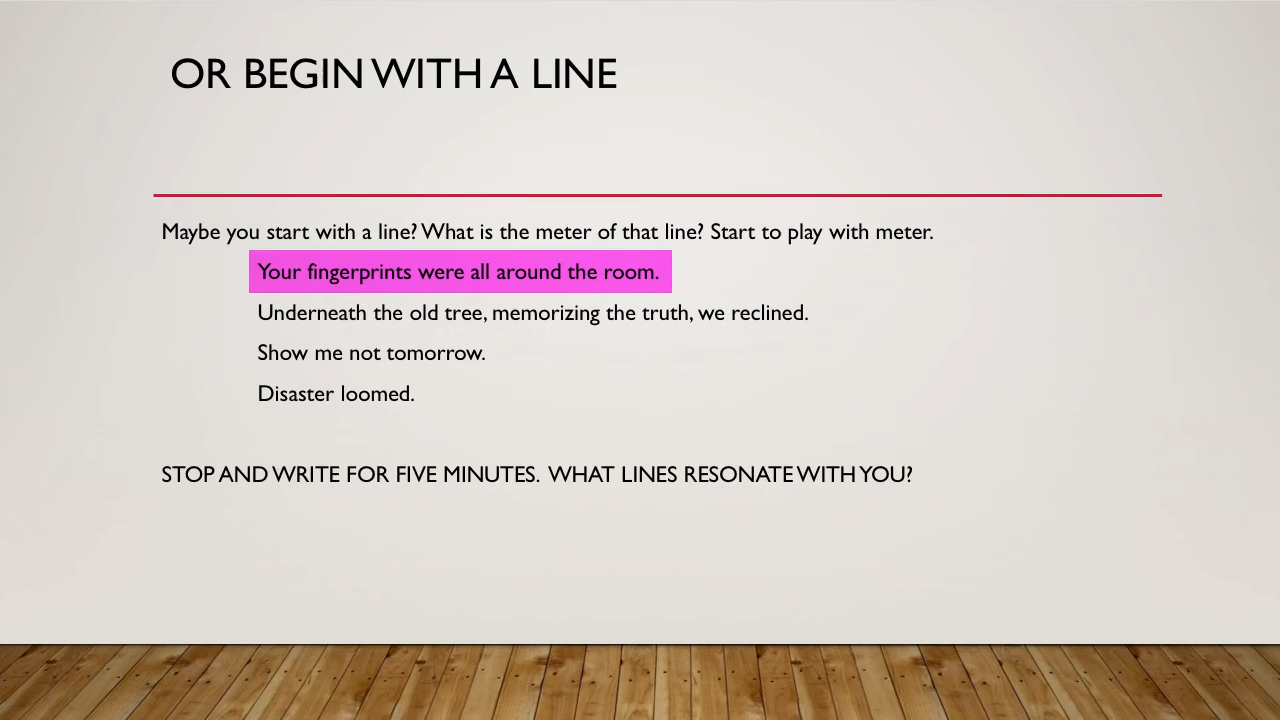 OR BEGIN WITH A LINE
Maybe you start with a line? What is the meter of that line? Start to play with meter.
Your fingerprints were all around the room.
Underneath the old tree, memorizing the truth, we reclined.
Show me not tomorrow.
Disaster loomed.
STOP AND WRITE FOR FIVE MINUTES.  WHAT LINES RESONATE WITH YOU?